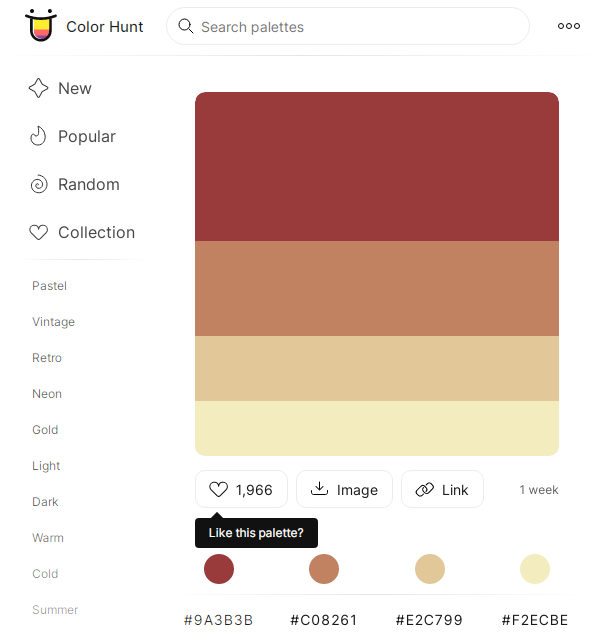 Color Hunt
Search palettes
New
Popular
Random
Collection
Pastel
Vintage
Retro
Neon
Gold
Light
Dark
Warm
Cold
Summer
1,966 Image Link 1 week
Like this palette?
#9A3B3B #C08261 #E2C799 #F2ECBE